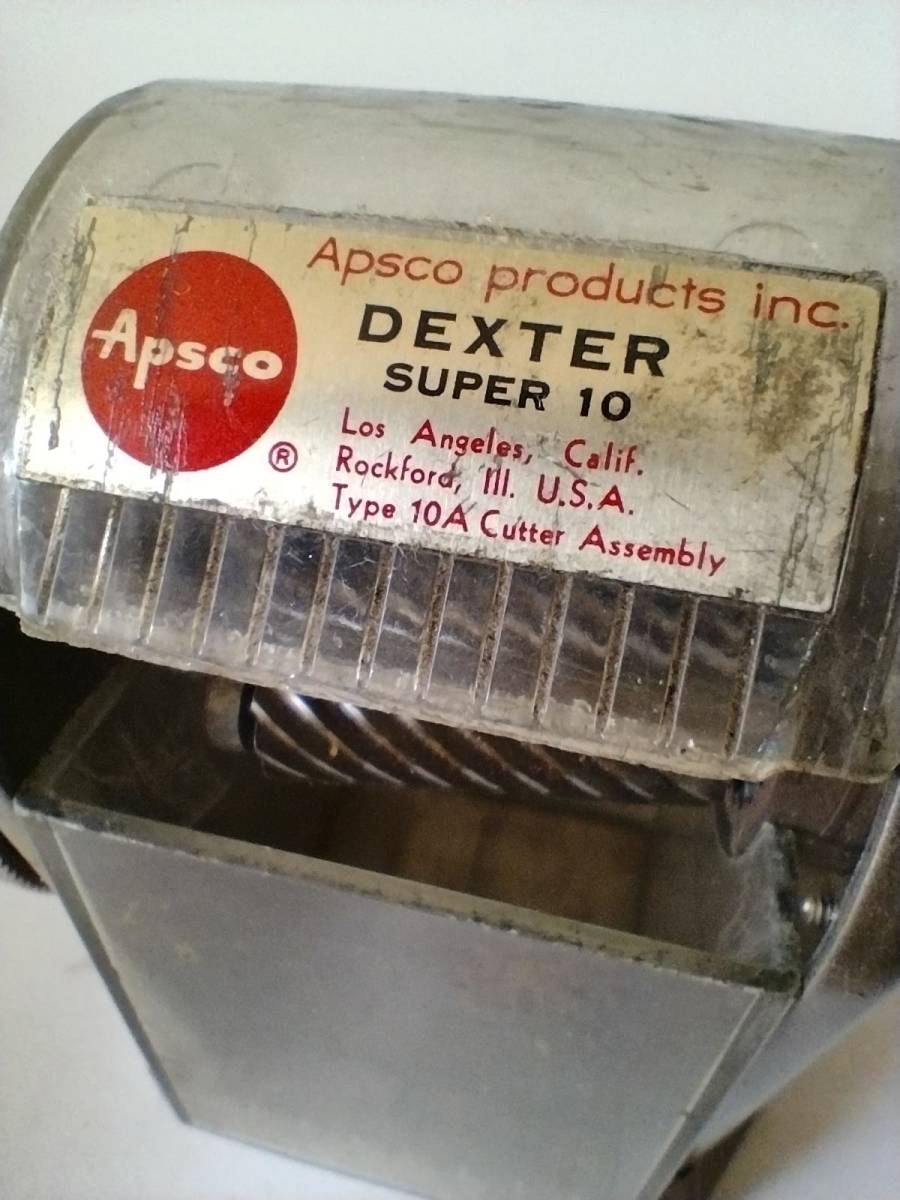 Apsco
®
Apsco products inc.
DEXTER
SUPER 10
Los Angeles, Calif.
Rockford, Ill. U.S.A.
Type 10A Cutter Assembly